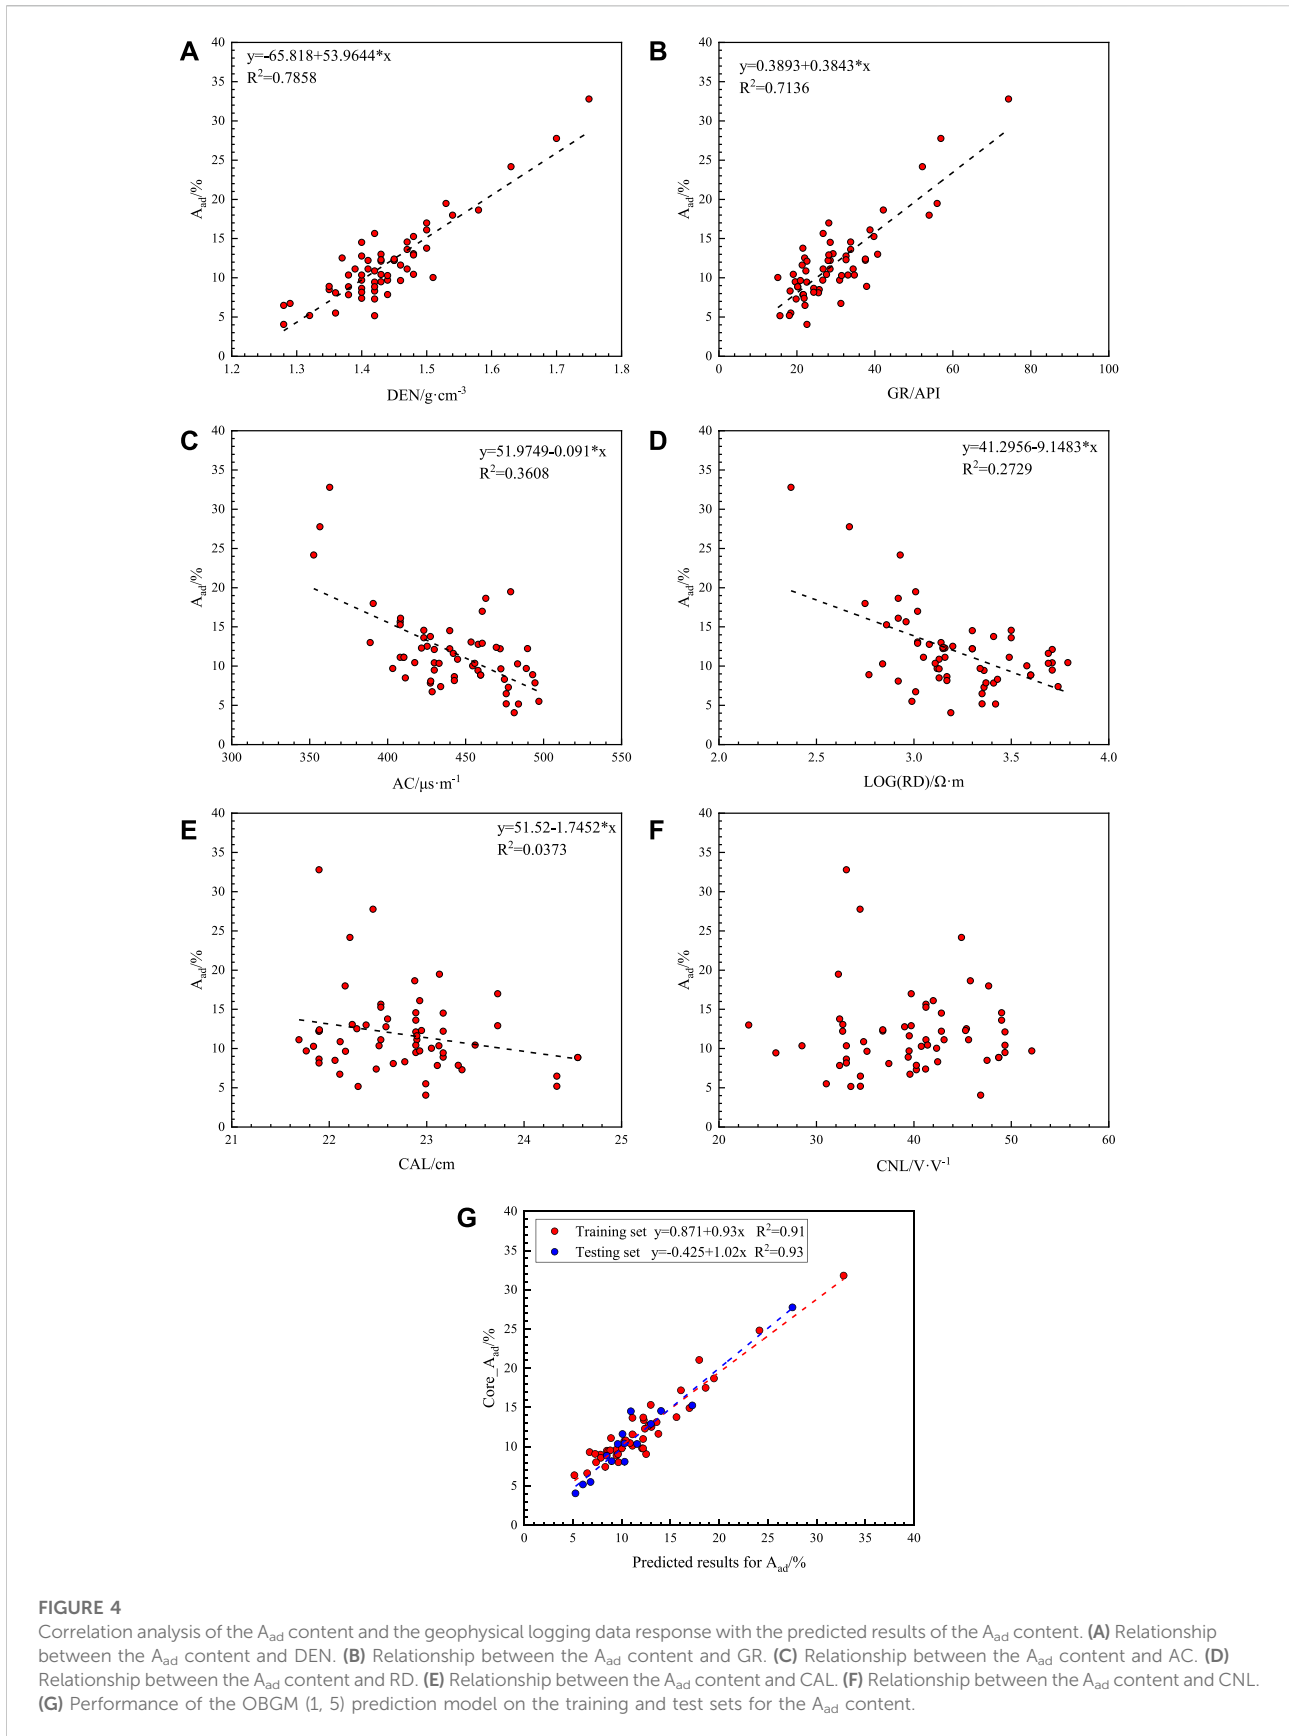 A
y=-65.818+53.9644*x
R²=0.7858
40
35
30
25
20
15
10
5
0
A_ad/%
1.2 1.3 1.4 1.5 1.6 1.7 1.8
DEN/g·cm⁻³
B
y=0.3893+0.3843*x
R²=0.7136
40
35
30
25
20
15
10
5
0
A_ad/%
0 20 40 60 80 100
GR/API
C
y=51.9749-0.091*x
R²=0.3608
40
35
30
25
20
15
10
5
0
A_ad/%
300 350 400 450 500 550
AC/μs·m⁻¹
D
y=41.2956-9.1483*x
R²=0.2729
40
35
30
25
20
15
10
5
0
A_ad/%
2.0 2.5 3.0 3.5 4.0
LOG(RD)/Ω·m
E
y=51.52-1.7452*x
R²=0.0373
40
35
30
25
20
15
10
5
0
A_ad/%
21 22 23 24 25
CAL/cm
F
40
35
30
25
20
15
10
5
0
A_ad/%
20 30 40 50 60
CNL/V·V⁻¹
G
Training set y=0.871+0.93x R²=0.91
Testing set y=-0.425+1.02x R²=0.93
40
35
30
25
20
15
10
5
0
Core_A_ad/%
0 5 10 15 20 25 30 35 40
Predicted results for A_ad/%
FIGURE 4
Correlation analysis of the A_ad content and the geophysical logging data response with the predicted results of the A_ad content. (A) Relationship
between the A_ad content and DEN. (B) Relationship between the A_ad content and GR. (C) Relationship between the A_ad content and AC. (D)
Relationship between the A_ad content and RD. (E) Relationship between the A_ad content and CAL. (F) Relationship between the A_ad content and CNL.
(G) Performance of the OBGM (1, 5) prediction model on the training and test sets for the A_ad content.